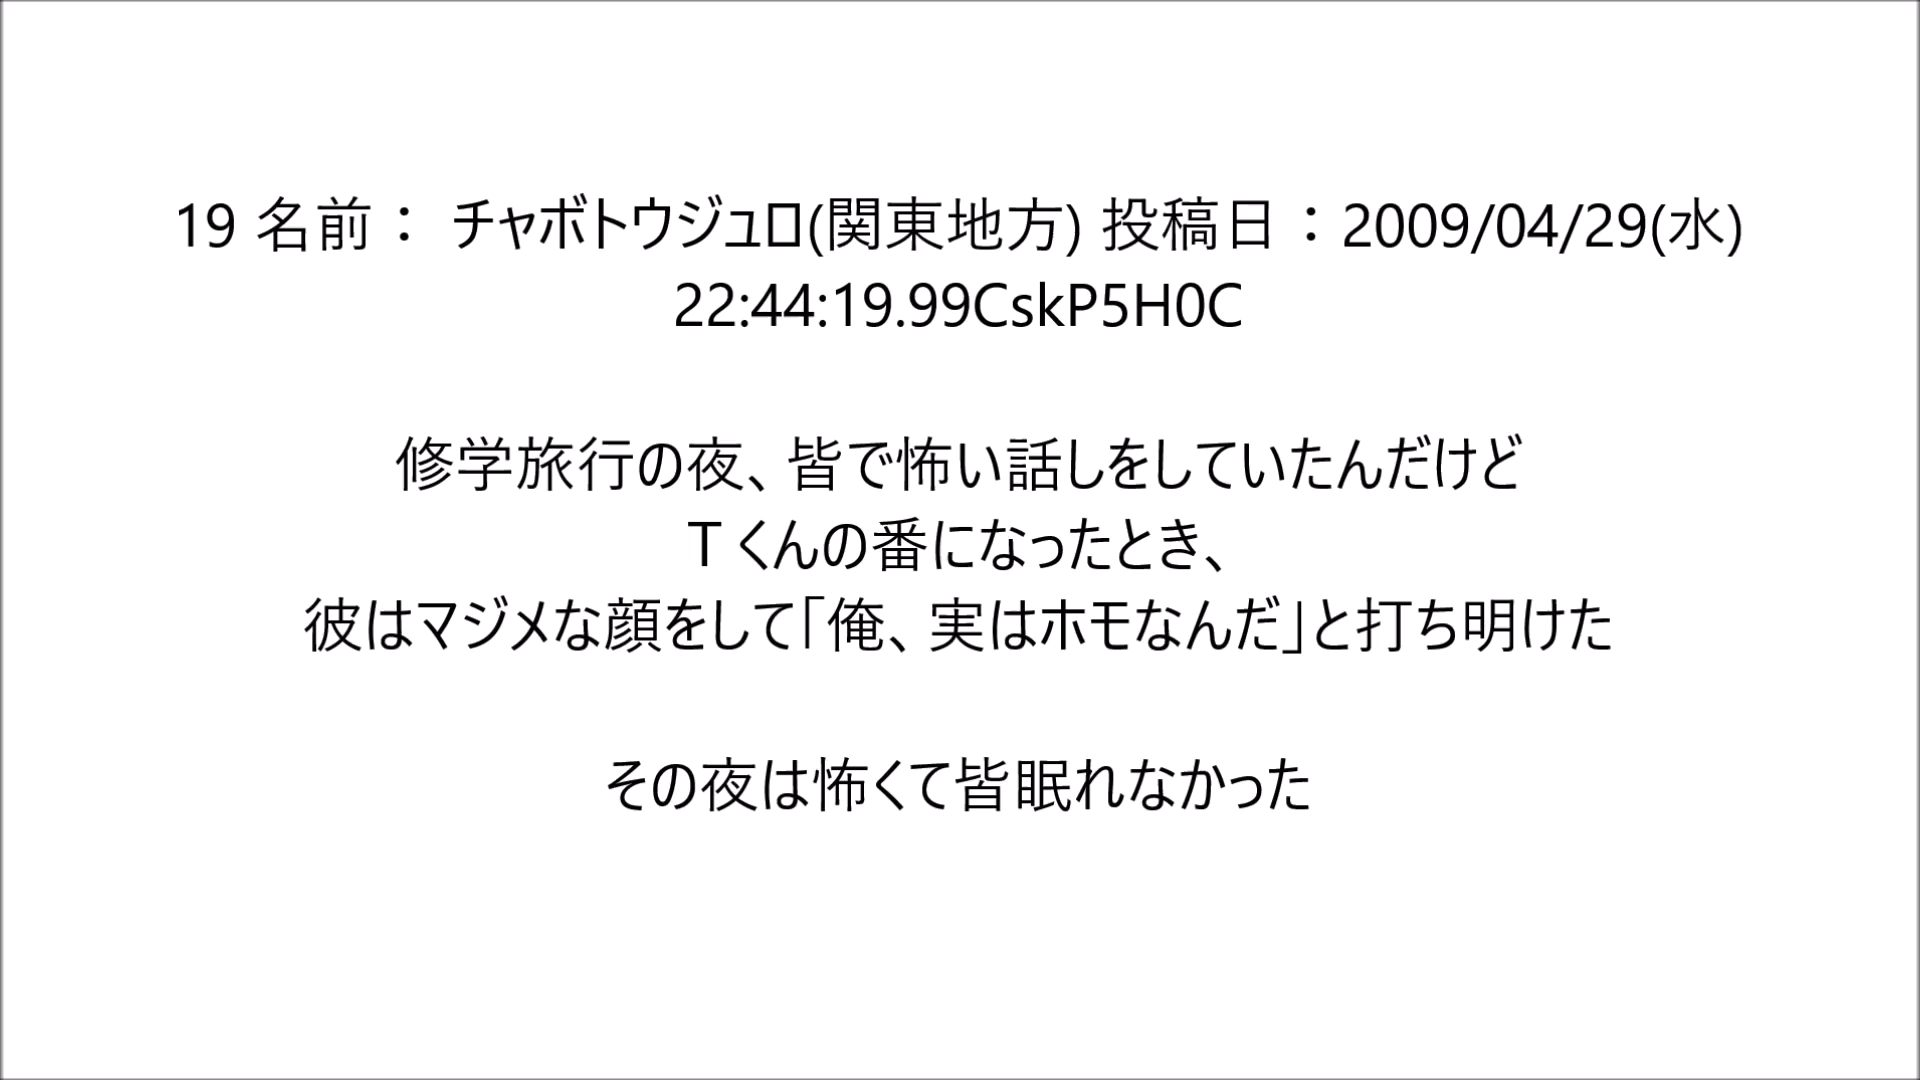 19 名前： チャボトウジュロ(関東地方) 投稿日：2009/04/29(水)
22:44:19.99CskP5H0C
修学旅行の夜、皆で怖い話しをしていたんだけど
Tくんの番になったとき、
彼はマジメな顔をして「俺、実はホモなんだ」と打ち明けた
その夜は怖くて皆眠れなかった